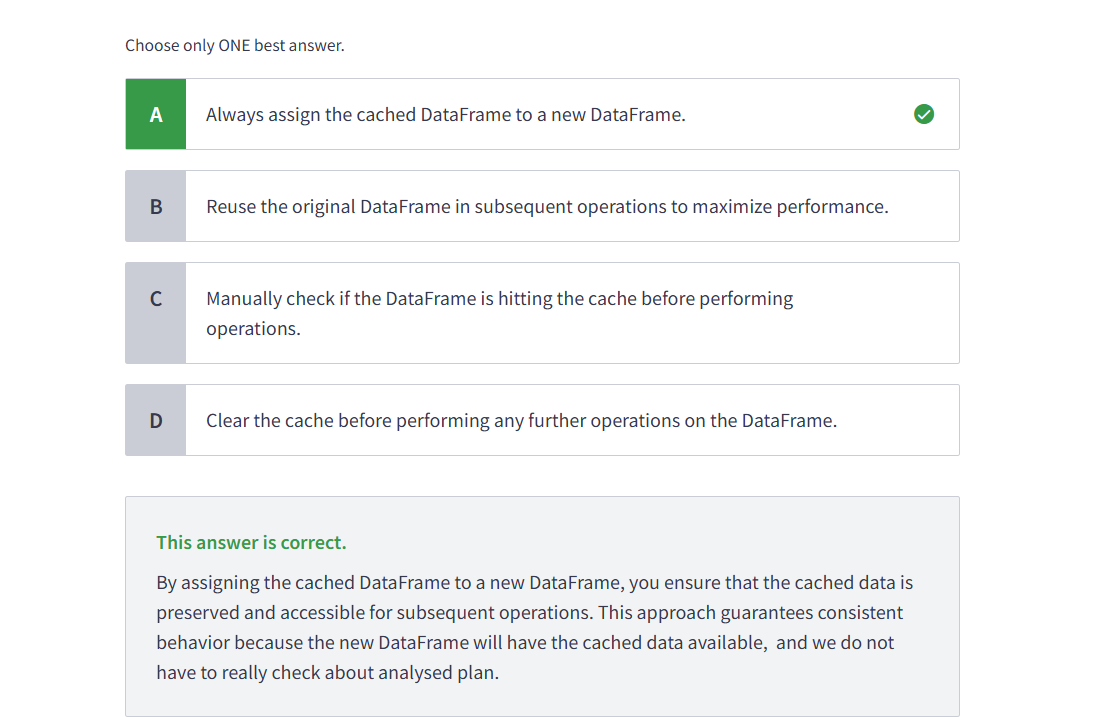 Choose only ONE best answer.
A
Always assign the cached DataFrame to a new DataFrame.
B
Reuse the original DataFrame in subsequent operations to maximize performance.
C
Manually check if the DataFrame is hitting the cache before performing
operations.
D
Clear the cache before performing any further operations on the DataFrame.
This answer is correct.
By assigning the cached DataFrame to a new DataFrame, you ensure that the cached data is
preserved and accessible for subsequent operations. This approach guarantees consistent
behavior because the new DataFrame will have the cached data available,  and we do not
have to really check about analysed plan.